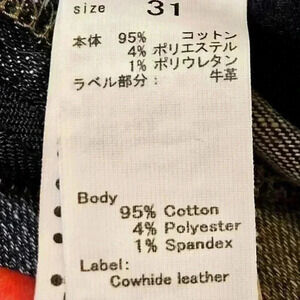 size 31
本体 95% コットン
4% ポリエステル
1% ポリウレタン
ラベル部分: 牛革
Body
95% Cotton
4% Polyester
1% Spandex
Label:
Cowhide leather